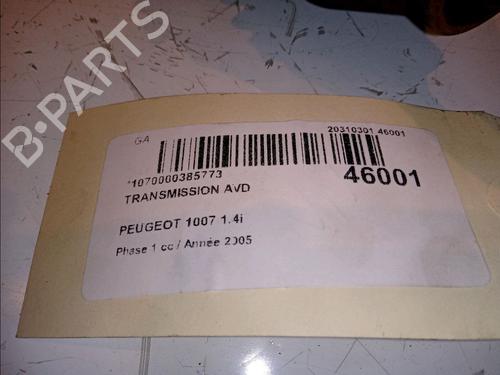 B-PARTS
GA
20310301 46001
*1070000385773
46001
TRANSMISSION AVD
PEUGEOT 1007 1.4i
Phase 1 cc / Année 2005